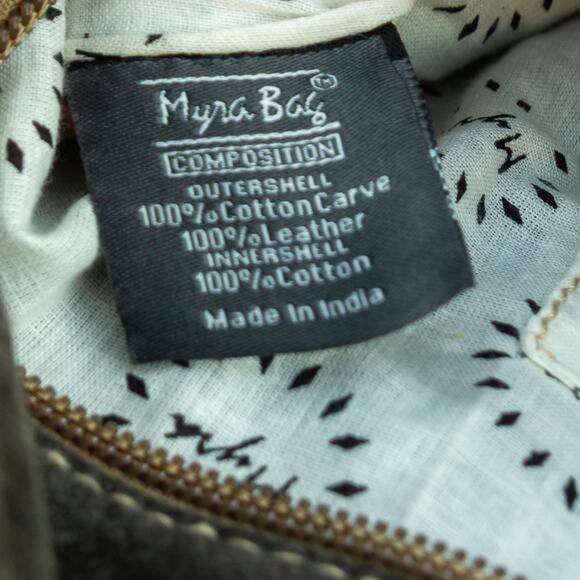 Myra Bag™
COMPOSITION
OUTERSHELL
100%CottonCarve
100%Leather
INNERSHELL
100%Cotton
Made In India